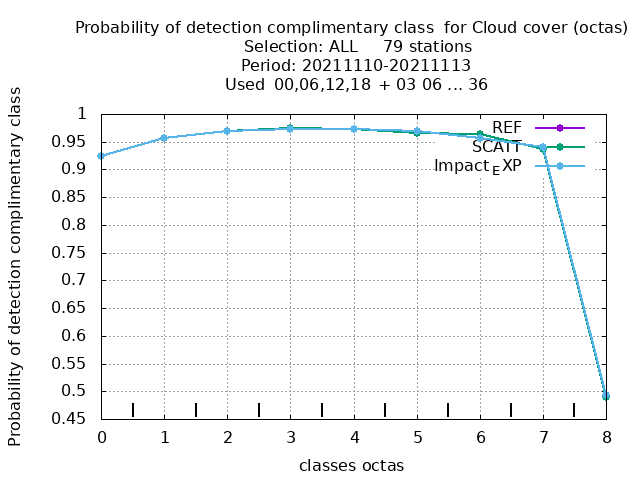 Probability of detection complimentary class  for Cloud cover (octas)
Selection: ALL     79 stations
Period: 20211110-20211113
Used  00,06,12,18  + 03 06 ... 36
Probability of detection complimentary class
1
0.95
0.9
0.85
0.8
0.75
0.7
0.65
0.6
0.55
0.5
0.45
REF
SCATT
Impact_EXP
0 1 2 3 4 5 6 7 8
classes octas